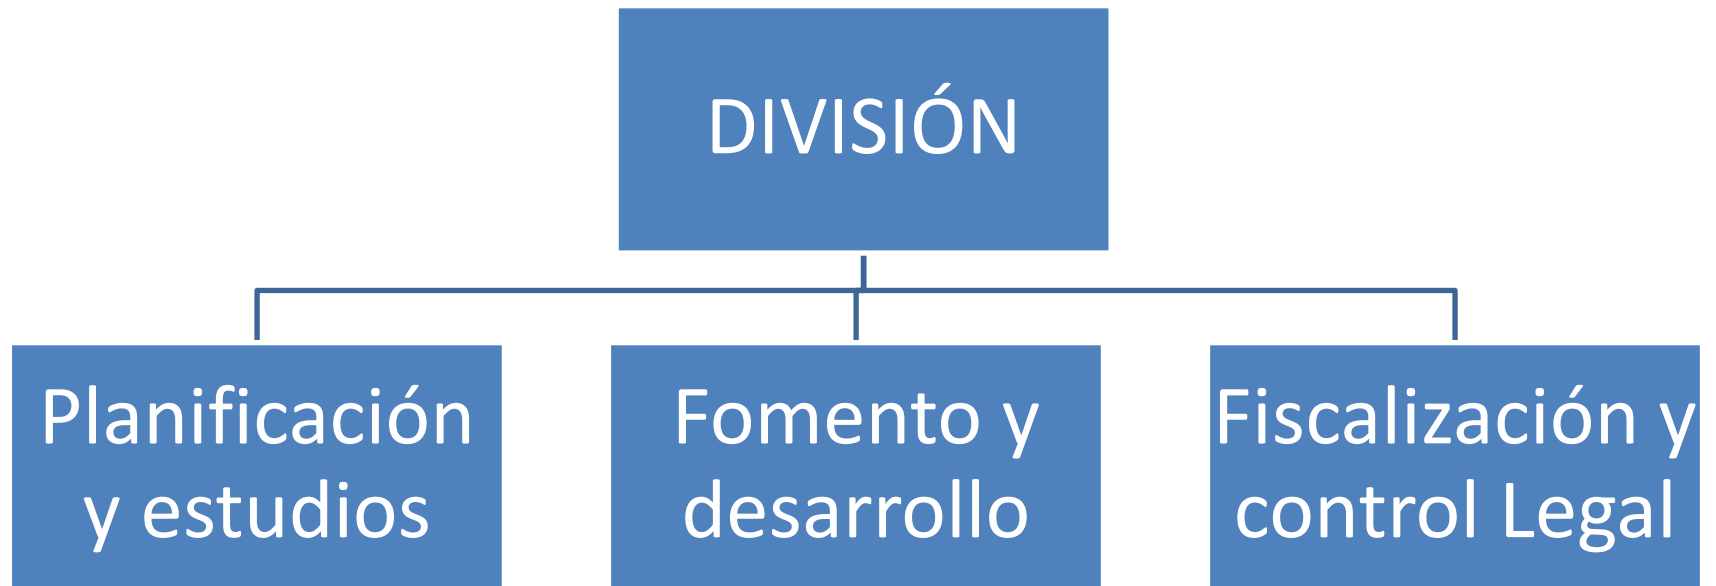 DIVISIÓN
Planificación
y estudios
Fomento y
desarrollo
Fiscalización y
control Legal